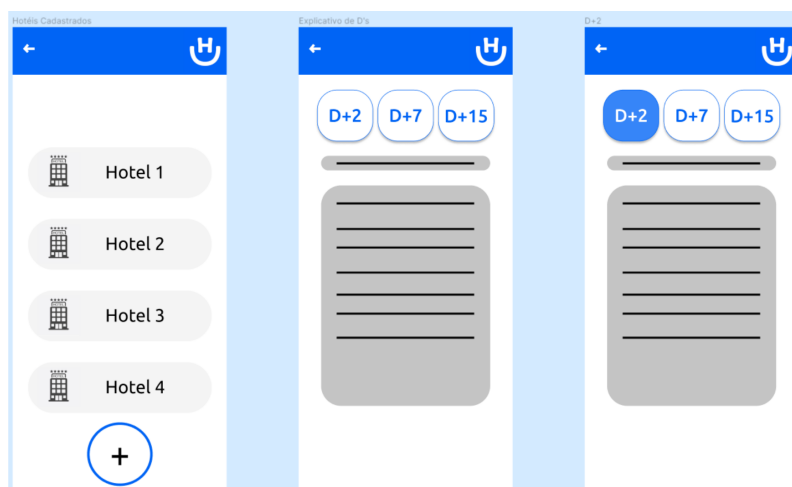 Hotéis Cadastrados
Explicativo de D's
D+2
H
H
H
D+2 D+7 D+15
D+2 D+7 D+15
Hotel 1
Hotel 2
Hotel 3
Hotel 4
+